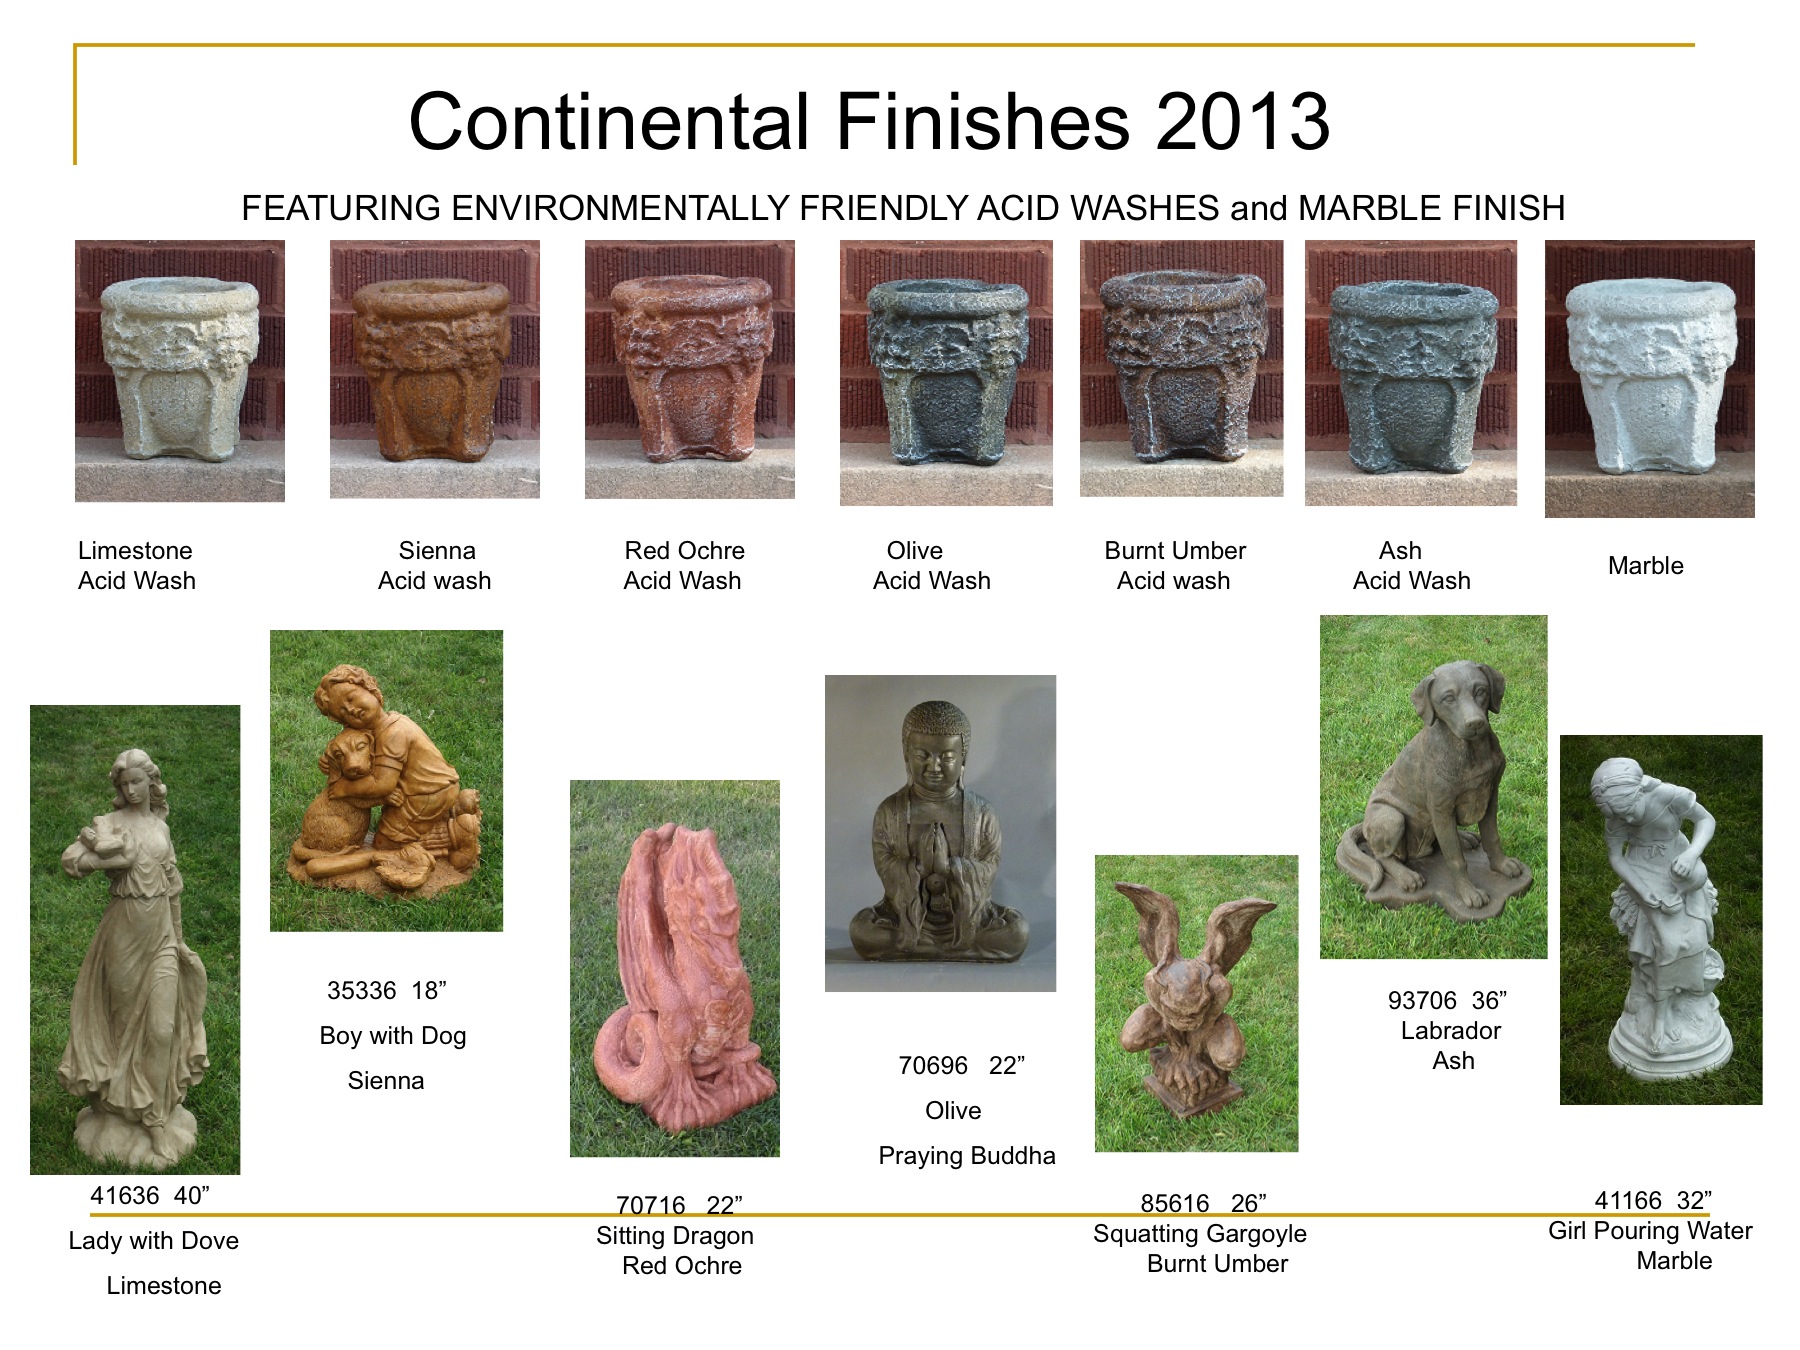 Continental Finishes 2013
FEATURING ENVIRONMENTALLY FRIENDLY ACID WASHES and MARBLE FINISH
Limestone
Acid Wash
Sienna
Acid wash
Red Ochre
Acid Wash
Olive
Acid Wash
Burnt Umber
Acid wash
Ash
Acid Wash
Marble
41636  40”
Lady with Dove
Limestone
35336  18”
Boy with Dog
Sienna
70716   22”
Sitting Dragon
Red Ochre
70696   22”
Olive
Praying Buddha
85616   26”
Squatting Gargoyle
Burnt Umber
93706  36”
Labrador
Ash
41166  32”
Girl Pouring Water
Marble